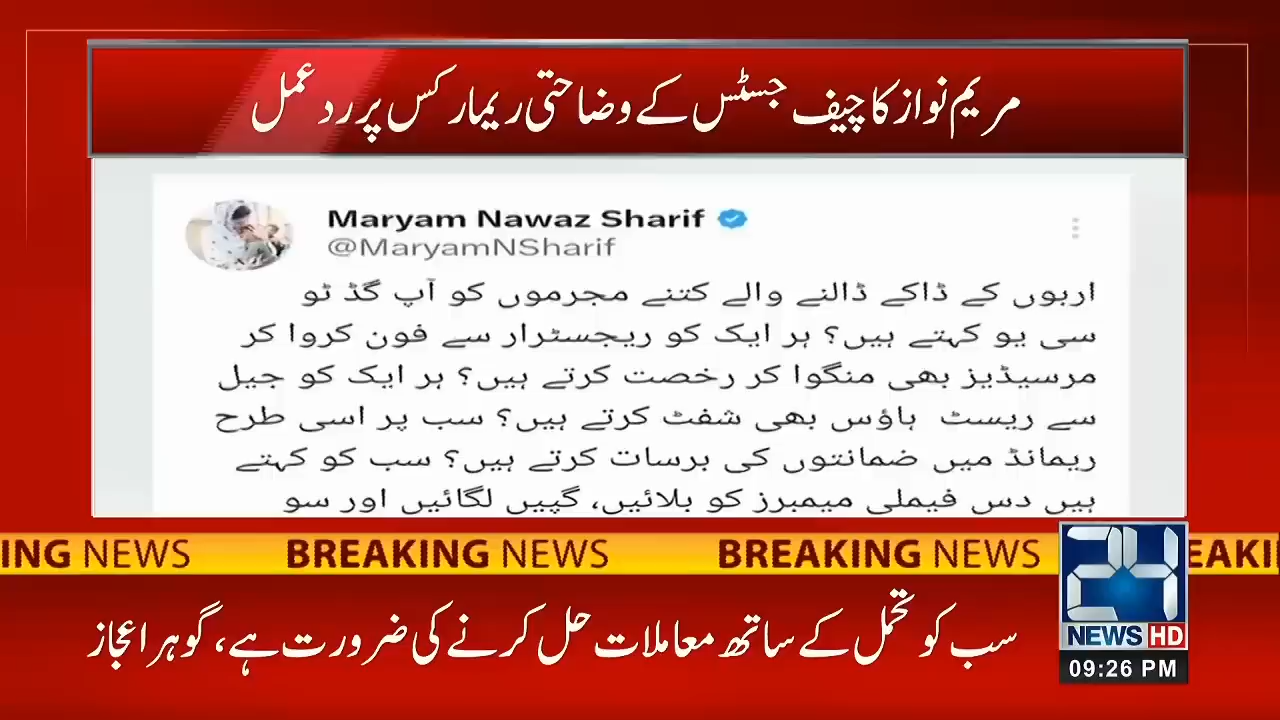 مریم نواز کا چیف جسٹس کے وضاحتی ریمارکس پر ردعمل
Maryam Nawaz Sharif
@MaryamNSharif
اربوں کے ڈاکے ڈالنے والے کتنے مجرموں کو آپ گڈ ٹو
سی یو کہتے ہیں؟ ہر ایک کو ریجسٹرار سے فون کروا کر
مرسیڈیز بھی منگوا کر رخصت کرتے ہیں؟ ہر ایک کو جیل
سے ریسٹ ہاؤس بھی شفٹ کرتے ہیں؟ سب پر اسی طرح
ریمانڈ میں ضمانتوں کی برسات کرتے ہیں؟ سب کو کہتے
ہیں دس فیملی میمبرز کو بلائیں، گپیں لگائیں اور سو
ING NEWS BREAKING NEWS BREAKING NEWS EAKI
24
NEWS HD
سب کو تحمل کے ساتھ معاملات حل کرنے کی ضرورت ہے، گوہر اعجاز
09:26 PM